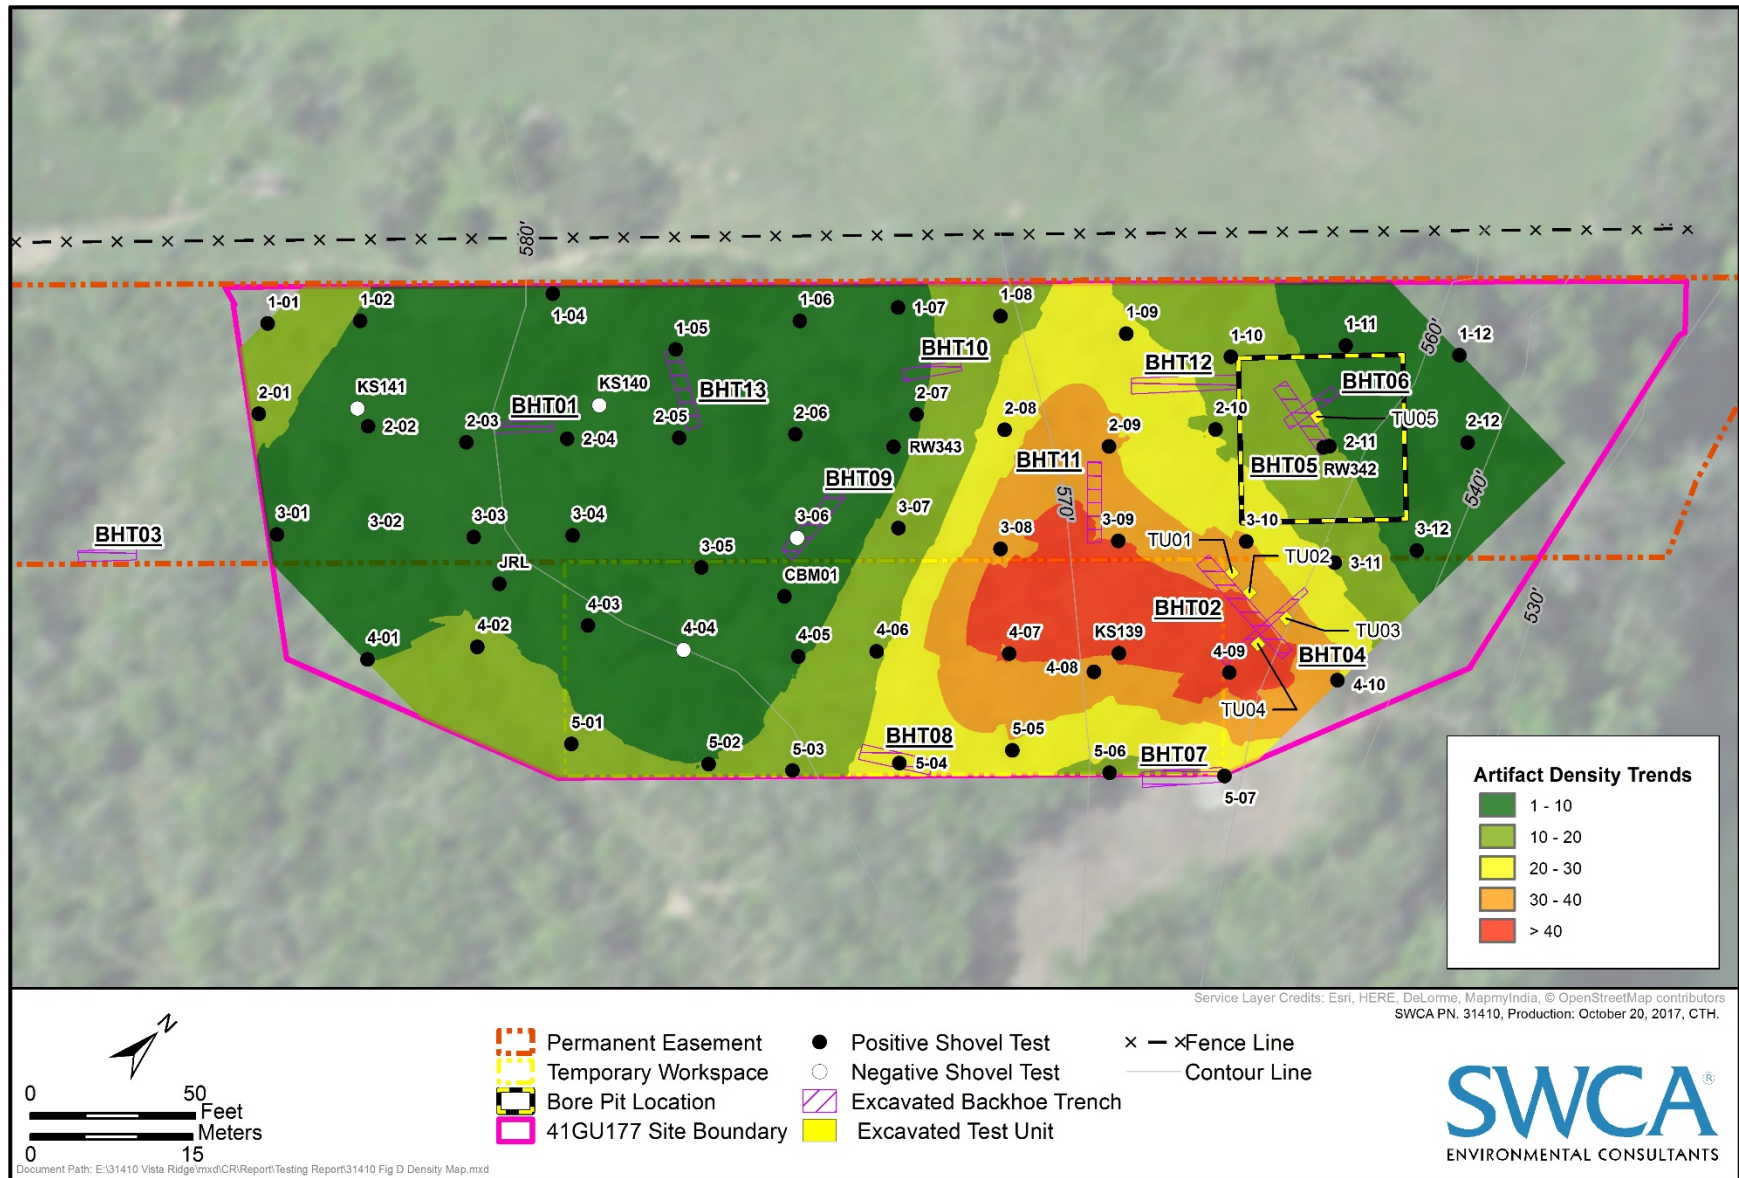 580'
1-01
1-02
1-04
1-05
1-06
1-07
1-08
1-09
1-10
1-11
1-12
560'
BHT10
BHT12
BHT06
BHT13
KS141
KS140
BHT01
TU05
2-01
2-02
2-03
2-04
2-05
2-06
2-07
2-08
2-09
2-10
2-11
2-12
RW343
RW342
BHT05
BHT11
BHT09
570'
540'
BHT03
3-01
3-02
3-03
3-04
3-05
3-06
3-07
3-08
3-09
3-10
3-11
3-12
TU01
TU02
JRL
CBM01
BHT02
TU03
530'
4-01
4-02
4-03
4-04
4-05
4-06
4-07
KS139
4-08
4-09
BHT04
4-10
TU04
5-01
5-02
5-03
BHT08
5-04
5-05
5-06
BHT07
5-07
Artifact Density Trends
1 - 10
10 - 20
20 - 30
30 - 40
> 40
Service Layer Credits: Esri, HERE, DeLorme, MapmyIndia, © OpenStreetMap contributors
SWCA PN. 31410, Production: October 20, 2017, CTH.
N
0 50
Feet
Meters
0 15
Permanent Easement
Temporary Workspace
Bore Pit Location
41GU177 Site Boundary
Positive Shovel Test
Negative Shovel Test
Excavated Backhoe Trench
Excavated Test Unit
Fence Line
Contour Line
SWCA®
ENVIRONMENTAL CONSULTANTS
Document Path: E:\31410 Vista Ridge\mxd\CR\Report\Testing Report\31410 Fig D Density Map.mxd